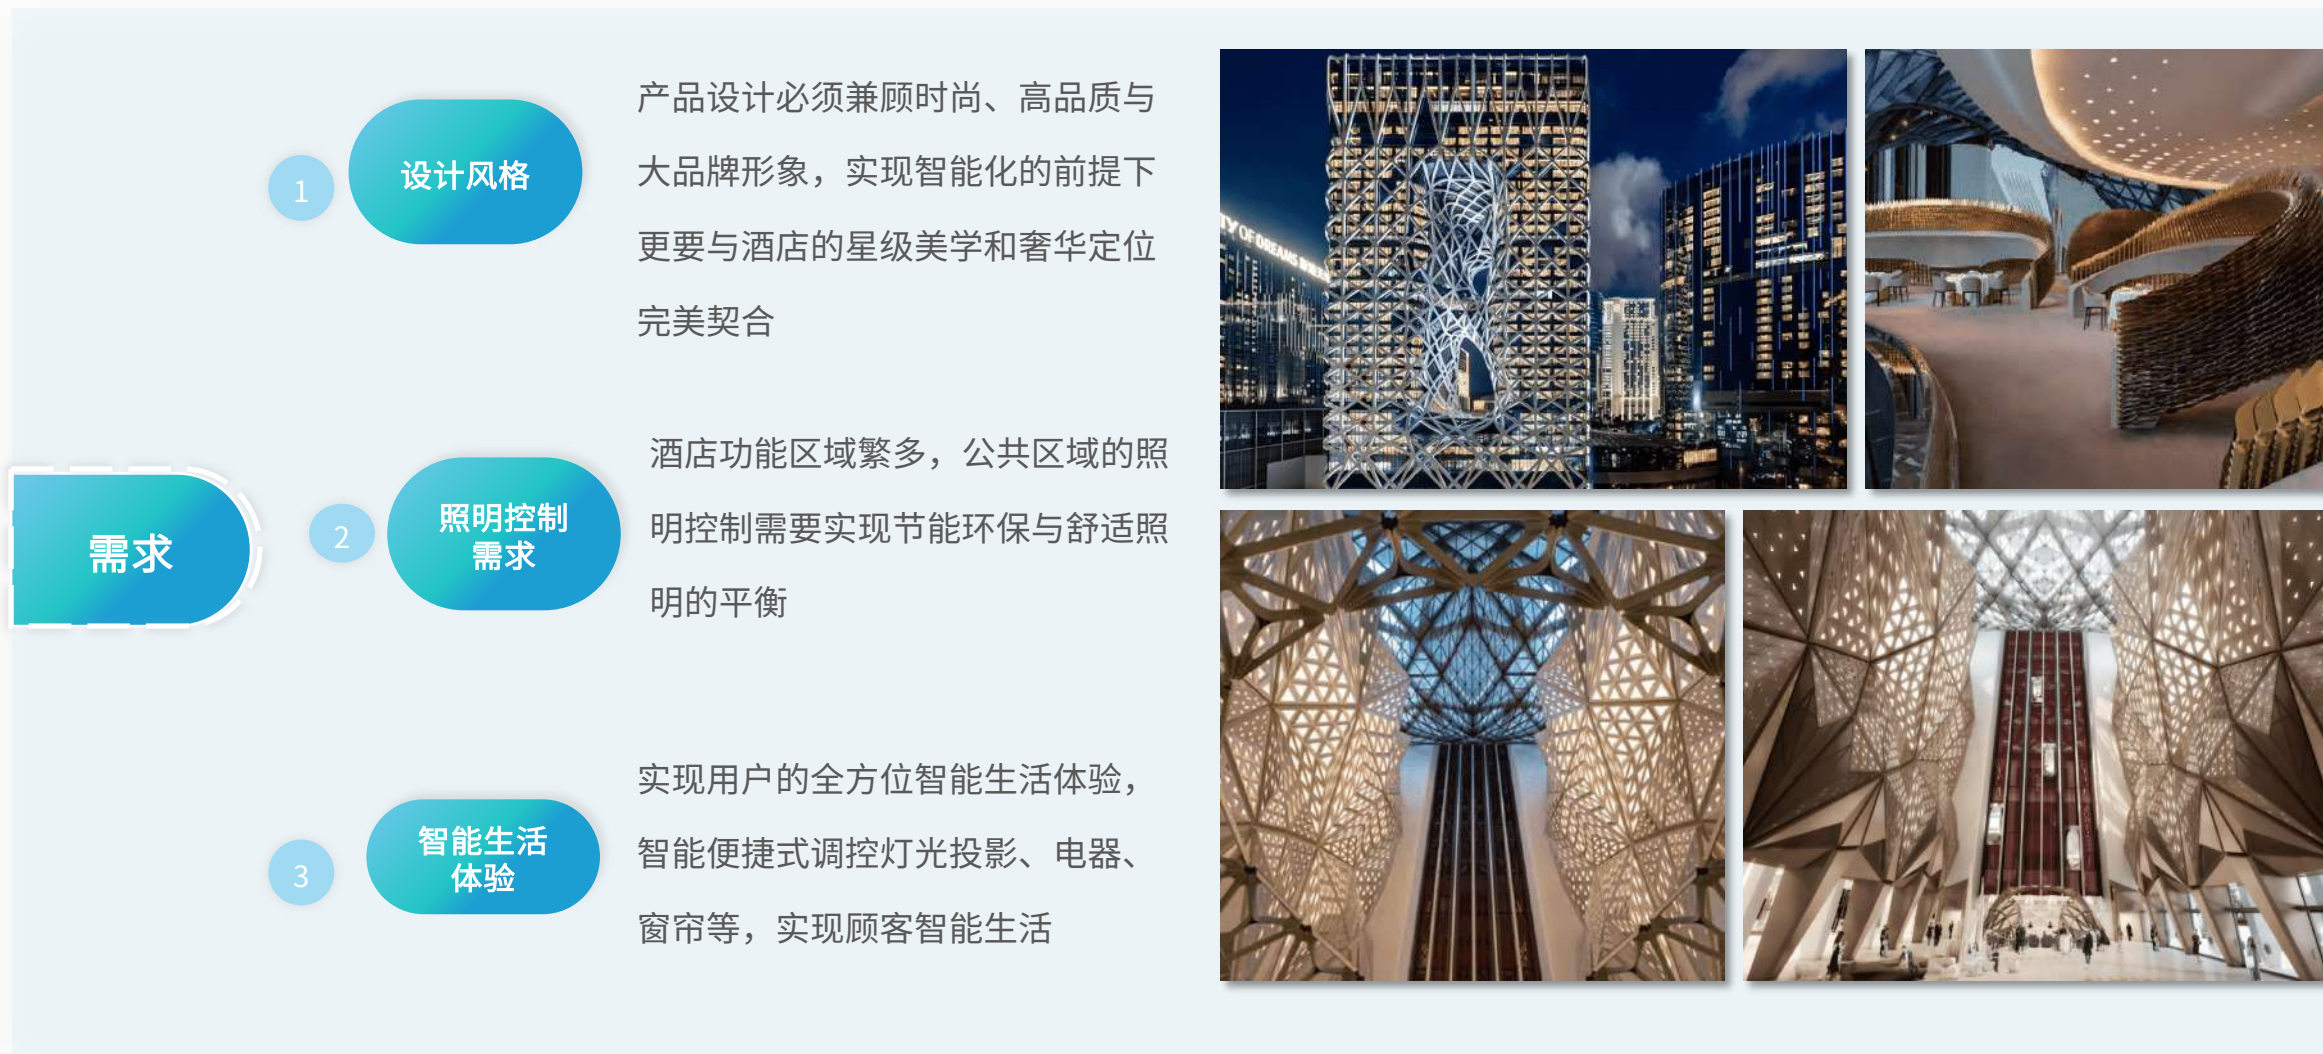 需求
1
设计风格
产品设计必须兼顾时尚、高品质与
大品牌形象，实现智能化的前提下
更要与酒店的星级美学和奢华定位
完美契合
2
照明控制
需求
酒店功能区域繁多，公共区域的照
明控制需要实现节能环保与舒适照
明的平衡
3
智能生活
体验
实现用户的全方位智能生活体验，
智能便捷式调控灯光投影、电器、
窗帘等，实现顾客智能生活
TY OF DREAMS